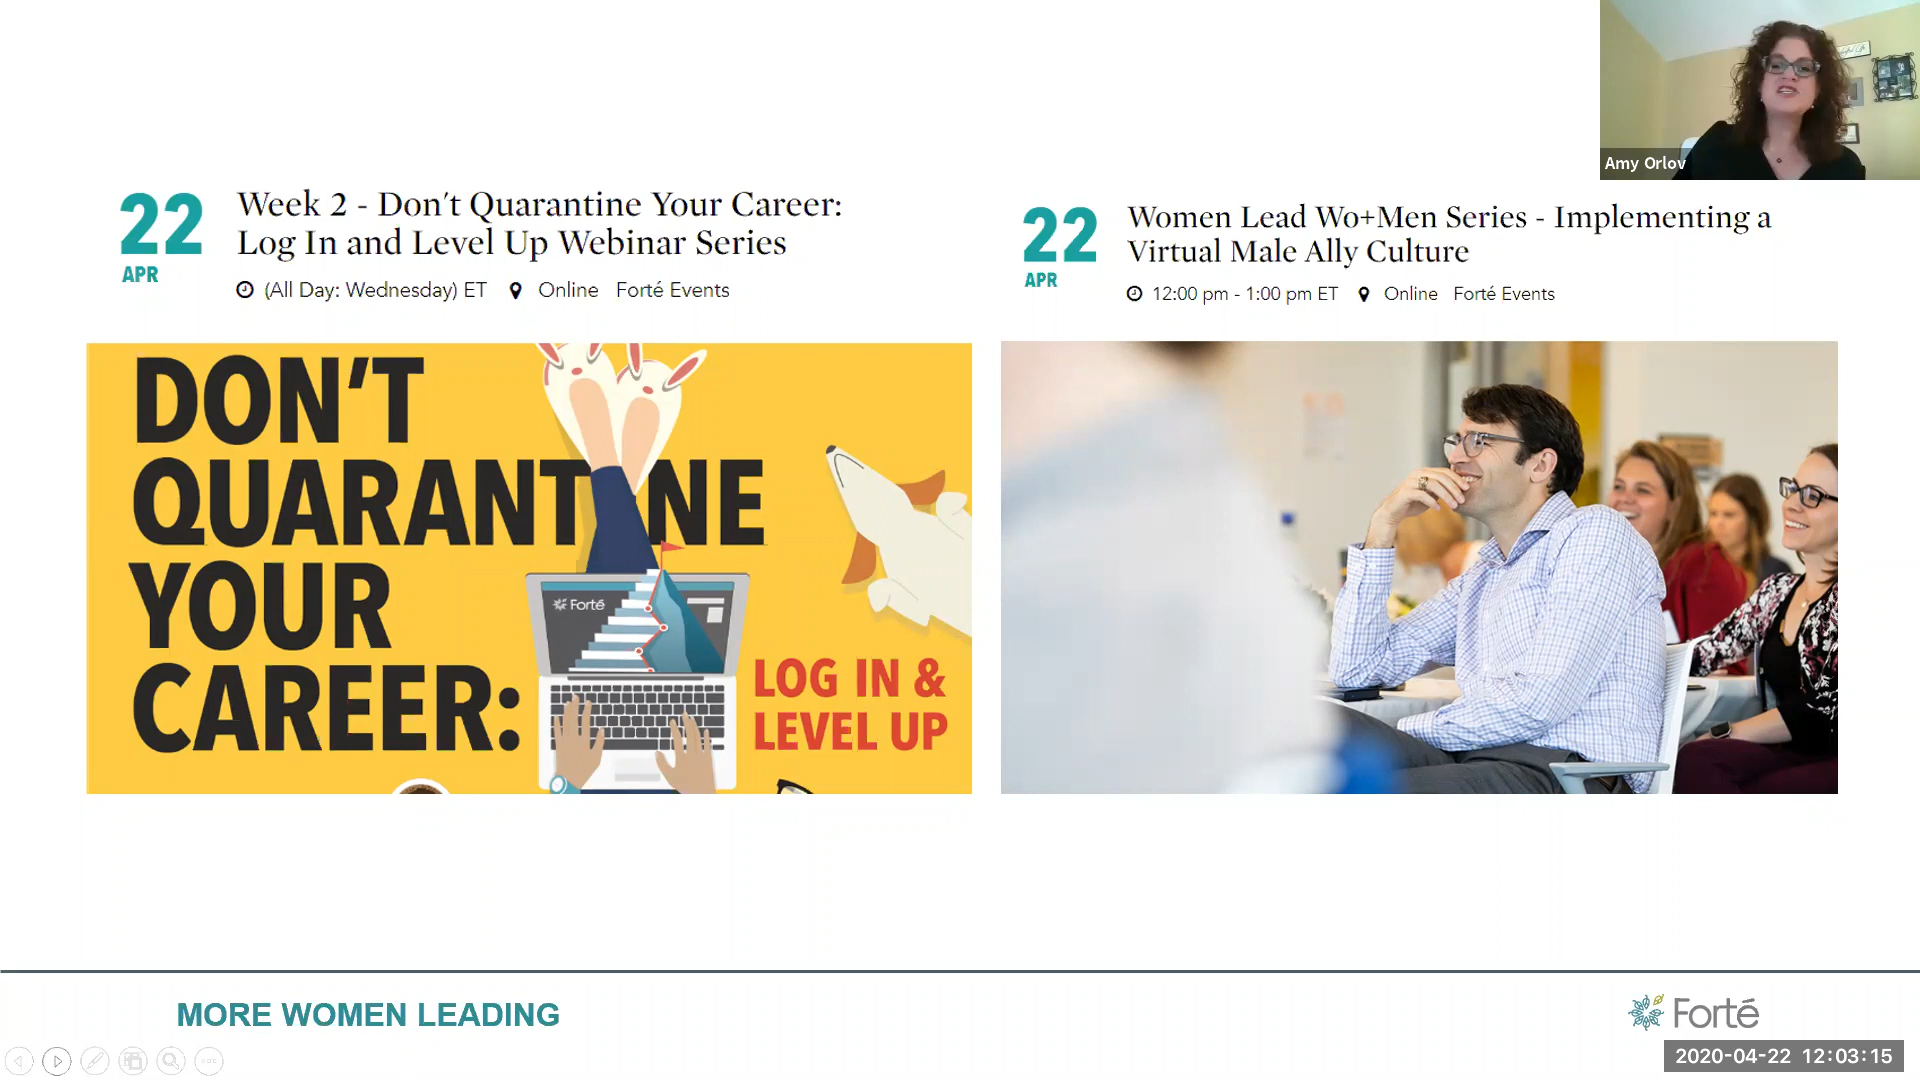 Amy Orlov
22
APR
Week 2 - Don't Quarantine Your Career:
Log In and Level Up Webinar Series
(All Day: Wednesday) ET Online Forté Events
22
APR
Women Lead Wo+Men Series - Implementing a
Virtual Male Ally Culture
12:00 pm - 1:00 pm ET Online Forté Events
DON'T
QUARANTINE
YOUR
CAREER:
Forté
LOG IN &
LEVEL UP
MORE WOMEN LEADING
Forté
2020-04-22 12:03:15